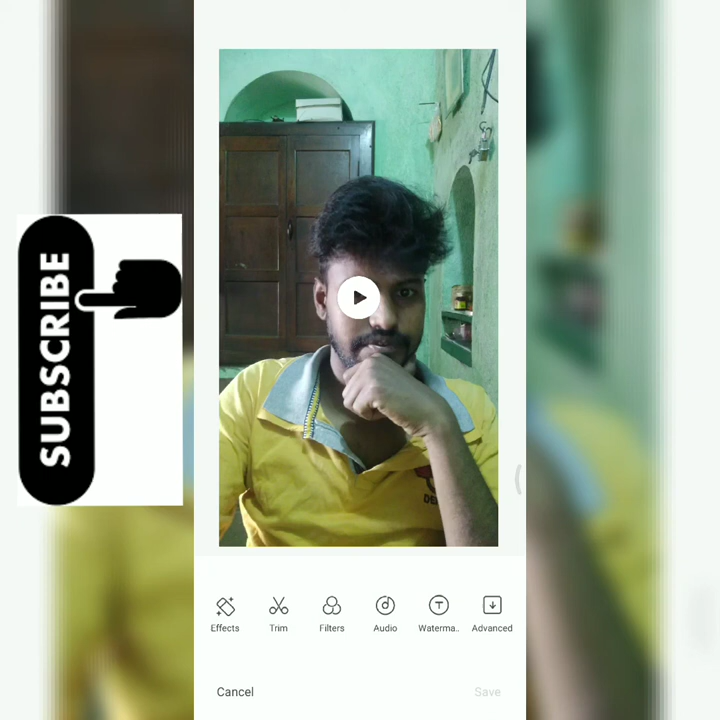 SUBSCRIBE
Effects
Trim
Filters
Audio
Waterma..
Advanced
Cancel
Save